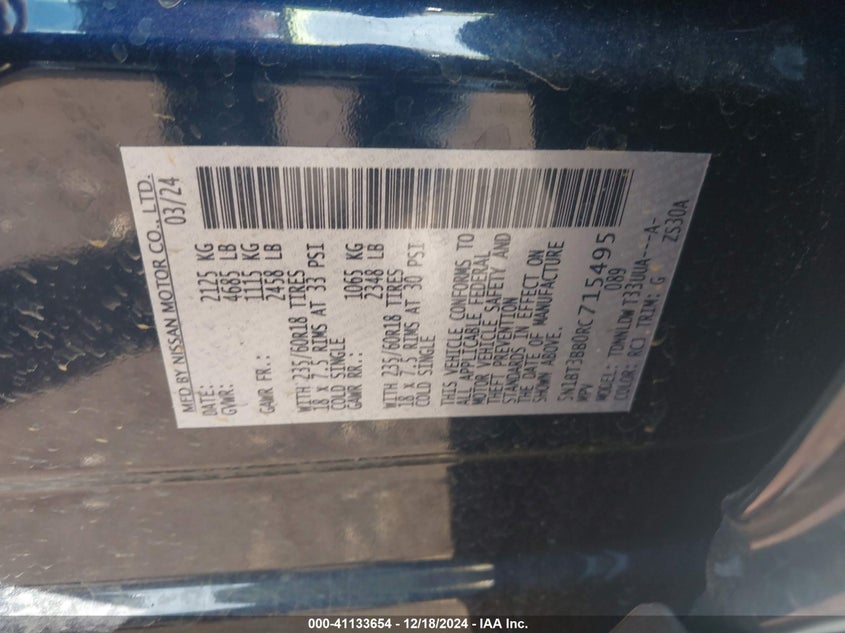 MFD BY NISSAN MOTOR CO., LTD.
DATE: 03/24
GVWR: 2125 KG
4685 LB
GAWR FR.: 1115 KG
2458 LB
WITH 235/60R18 TIRES
18 X 7.5 RIMS AT 33 PSI
COLD SINGLE
GAWR RR.: 1065 KG
2348 LB
WITH 235/60R18 TIRES
18 X 7.5 RIMS AT 30 PSI
COLD SINGLE
THIS VEHICLE CONFORMS TO
ALL APPLICABLE FEDERAL
MOTOR VEHICLE SAFETY AND
THEFT PREVENTION
STANDARDS IN EFFECT ON
THE DATE OF MANUFACTURE
SHOWN ABOVE.
5N1BT3BB0RC715495
MPV 089
MODEL: TDMNLDWT33UUA---A-
COLOR: RCJ TRIM: G ZS30A
000-41133654 / 12/18/2024 - IAA Inc.